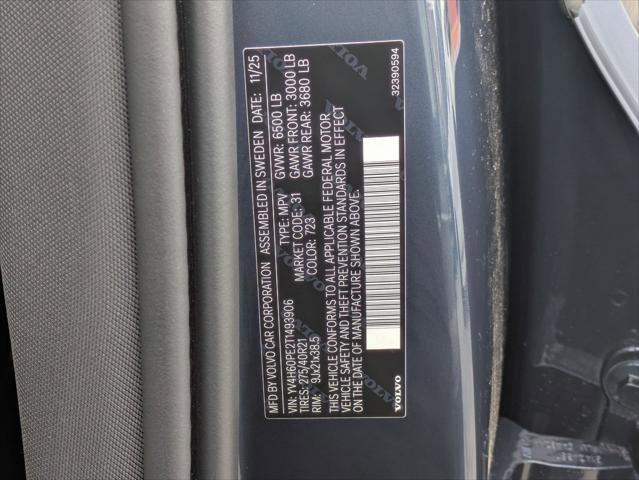 MFD BY VOLVO CAR CORPORATION ASSEMBLED IN SWEDEN DATE: 11/25
VIN: YV4H60PE2T1493906 TYPE: MPV GVWR: 6500 LB
TIRES: 275/40R21 MARKET CODE: 31 GAWR FRONT: 3000 LB
RIM: 9Jx21x38.5 COLOR: 723 GAWR REAR: 3680 LB
THIS VEHICLE CONFORMS TO ALL APPLICABLE FEDERAL MOTOR
VEHICLE SAFETY AND THEFT PREVENTION STANDARDS IN EFFECT
ON THE DATE OF MANUFACTURE SHOWN ABOVE.
VOLVO 32390594